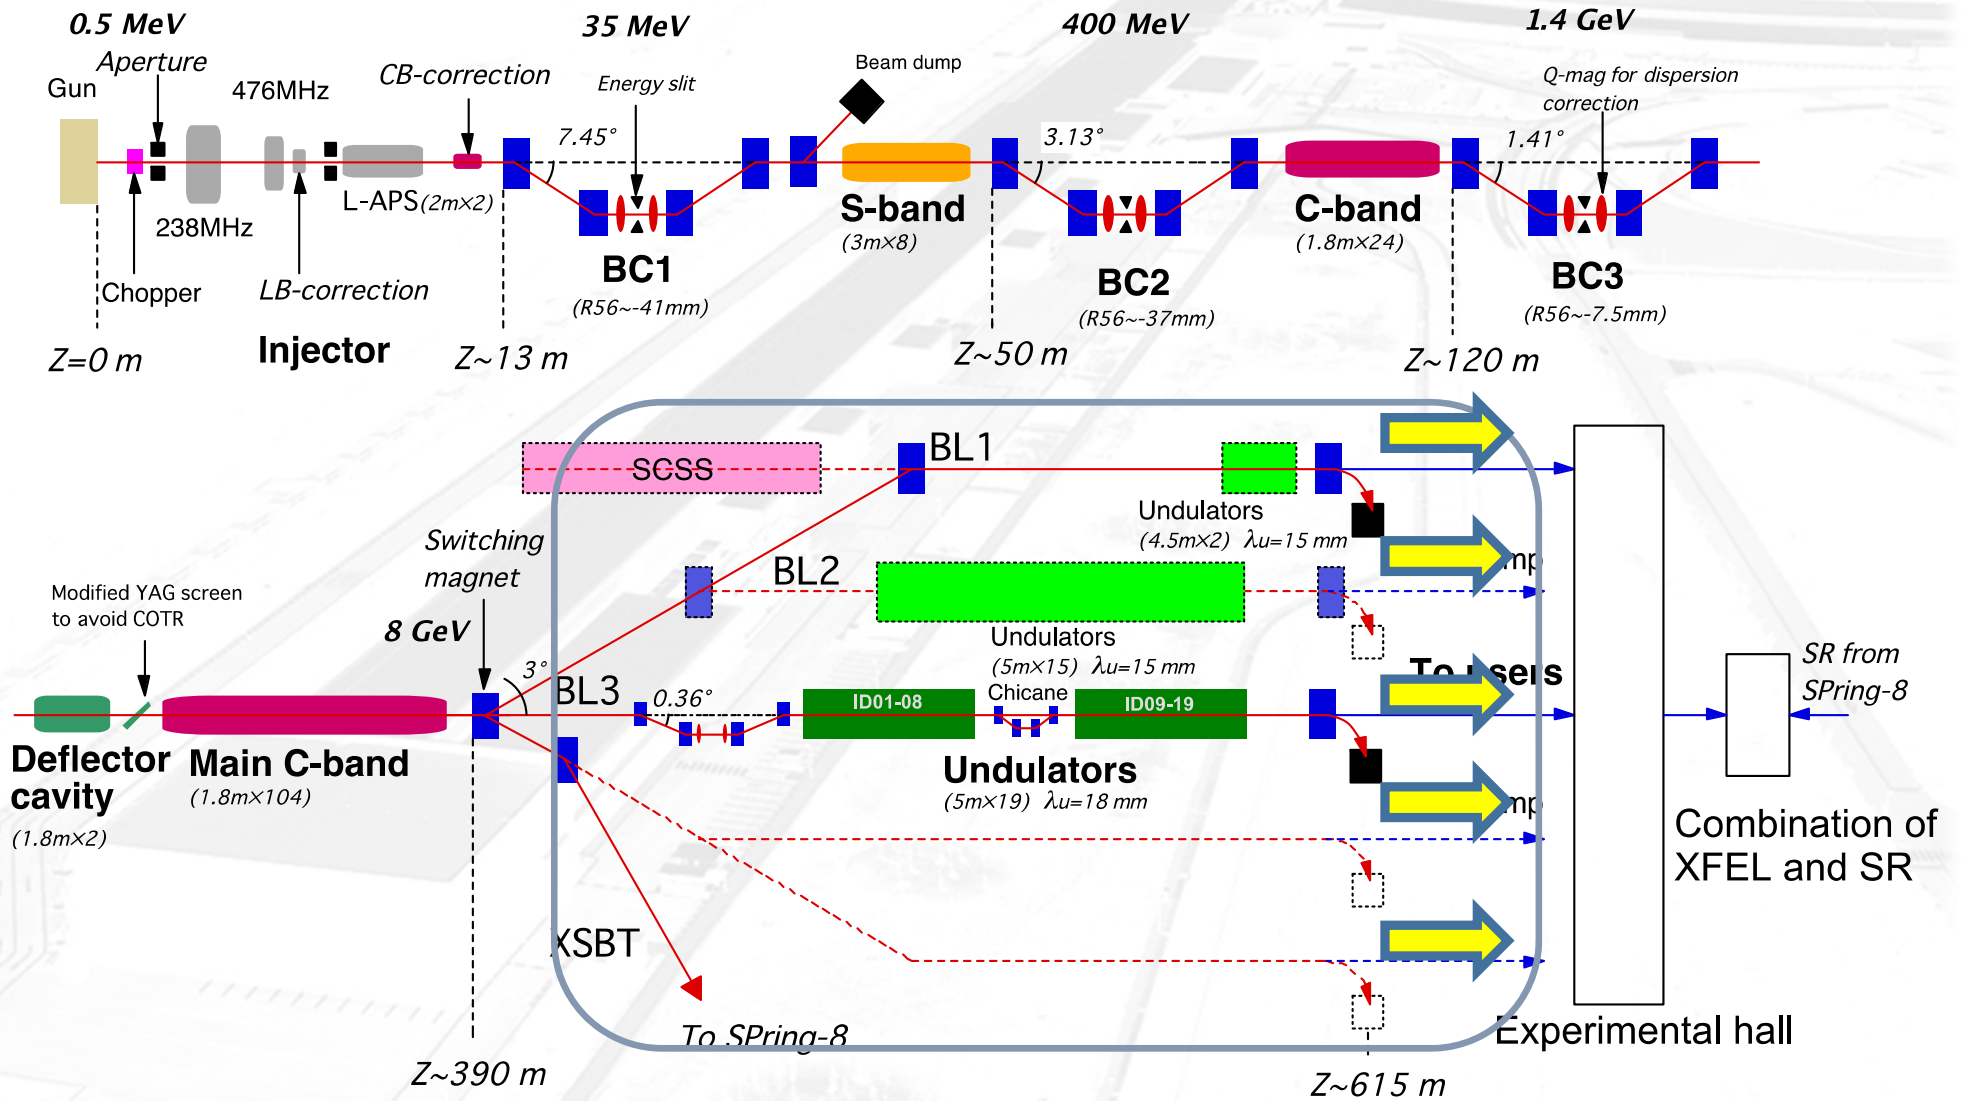 0.5 MeV
35 MeV
400 MeV
1.4 GeV
Aperture
Gun
476MHz
CB-correction
Energy slit
Beam dump
Q-mag for dispersion
correction
7.45°
3.13°
1.41°
L-APS(2m×2)
238MHz
Chopper
LB-correction
Injector
BC1
(R56~-41mm)
S-band
(3m×8)
BC2
(R56~-37mm)
C-band
(1.8m×24)
BC3
(R56~-7.5mm)
Z=0 m
Z~13 m
Z~50 m
Z~120 m
SCSS
BL1
Undulators
(4.5m×2) λu=15 mm
Switching
magnet
BL2
mp
Modified YAG screen
to avoid COTR
8 GeV
3°
Undulators
(5m×15) λu=15 mm
To users
SR from
SPring-8
BL3
0.36°
ID01-08
Chicane
ID09-19
Deflector
cavity
(1.8m×2)
Main C-band
(1.8m×104)
Undulators
(5m×19) λu=18 mm
mp
Combination of
XFEL and SR
XSBT
To SPring-8
Experimental hall
Z~390 m
Z~615 m